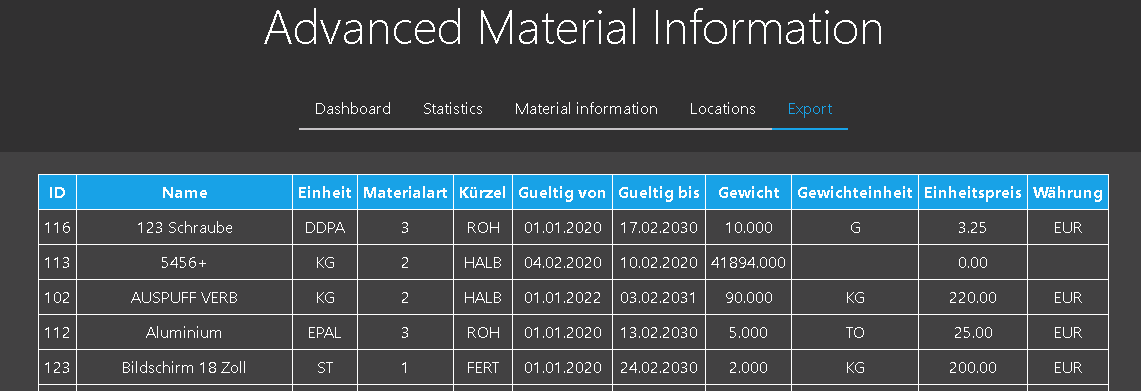 Advanced Material Information
Dashboard Statistics Material information Locations Export
ID Name Einheit Materialart Kürzel Gueltig von Gueltig bis Gewicht Gewichteinheit Einheitspreis Währung
116 123 Schraube DDPA 3 ROH 01.01.2020 17.02.2030 10.000 G 3.25 EUR
113 5456+ KG 2 HALB 04.02.2020 10.02.2020 41894.000 0.00
102 AUSPUFF VERB KG 2 HALB 01.01.2022 03.02.2031 90.000 KG 220.00 EUR
112 Aluminium EPAL 3 ROH 01.01.2020 13.02.2030 5.000 TO 25.00 EUR
123 Bildschirm 18 Zoll ST 1 FERT 01.01.2020 24.02.2030 2.000 KG 200.00 EUR